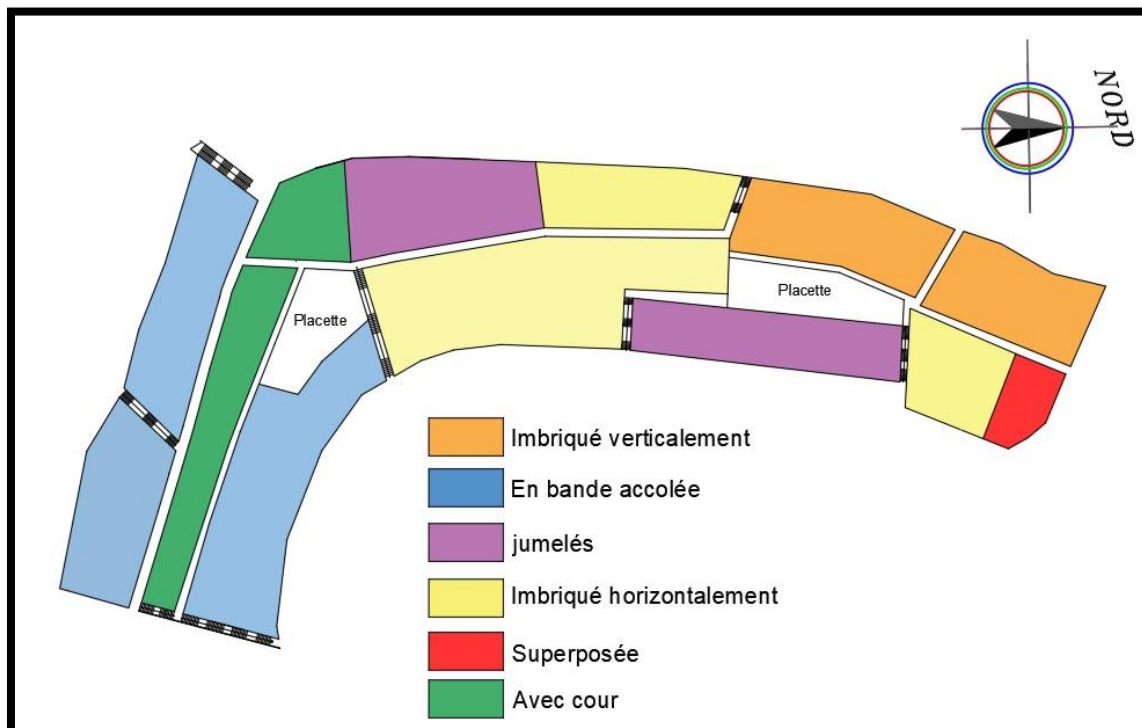 NORD
Placette
Placette
Imbriqué verticalement
En bande accolée
jumelés
Imbriqué horizontalement
Superposée
Avec cour